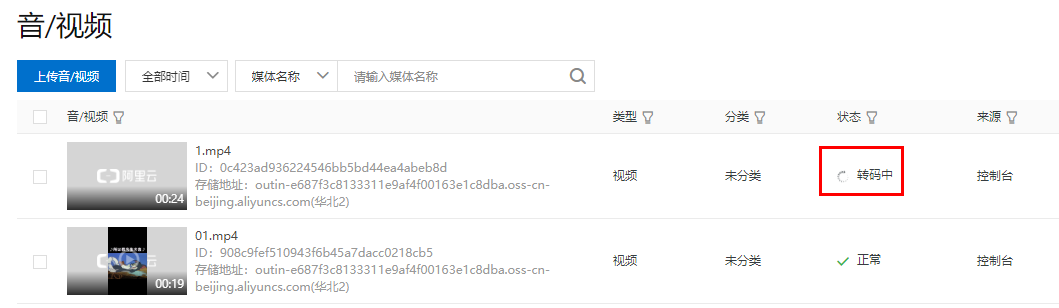 音/视频
上传音/视频 全部时间 媒体名称 请输入媒体名称
音/视频 类型 分类 状态 来源
1.mp4
ID：0c423ad936224546bb5bd44ea4abeb8d
存储地址：outin-e687f3c8133311e9af4f00163e1c8dba.oss-cn-
beijing.aliyuncs.com(华北2)
阿里云
00:24
视频 未分类 转码中 控制台
01.mp4
ID：908c9fef510943f6b45a7dacc0218cb5
存储地址：outin-e687f3c8133311e9af4f00163e1c8dba.oss-cn-
beijing.aliyuncs.com(华北2)
00:19
视频 未分类 正常 控制台